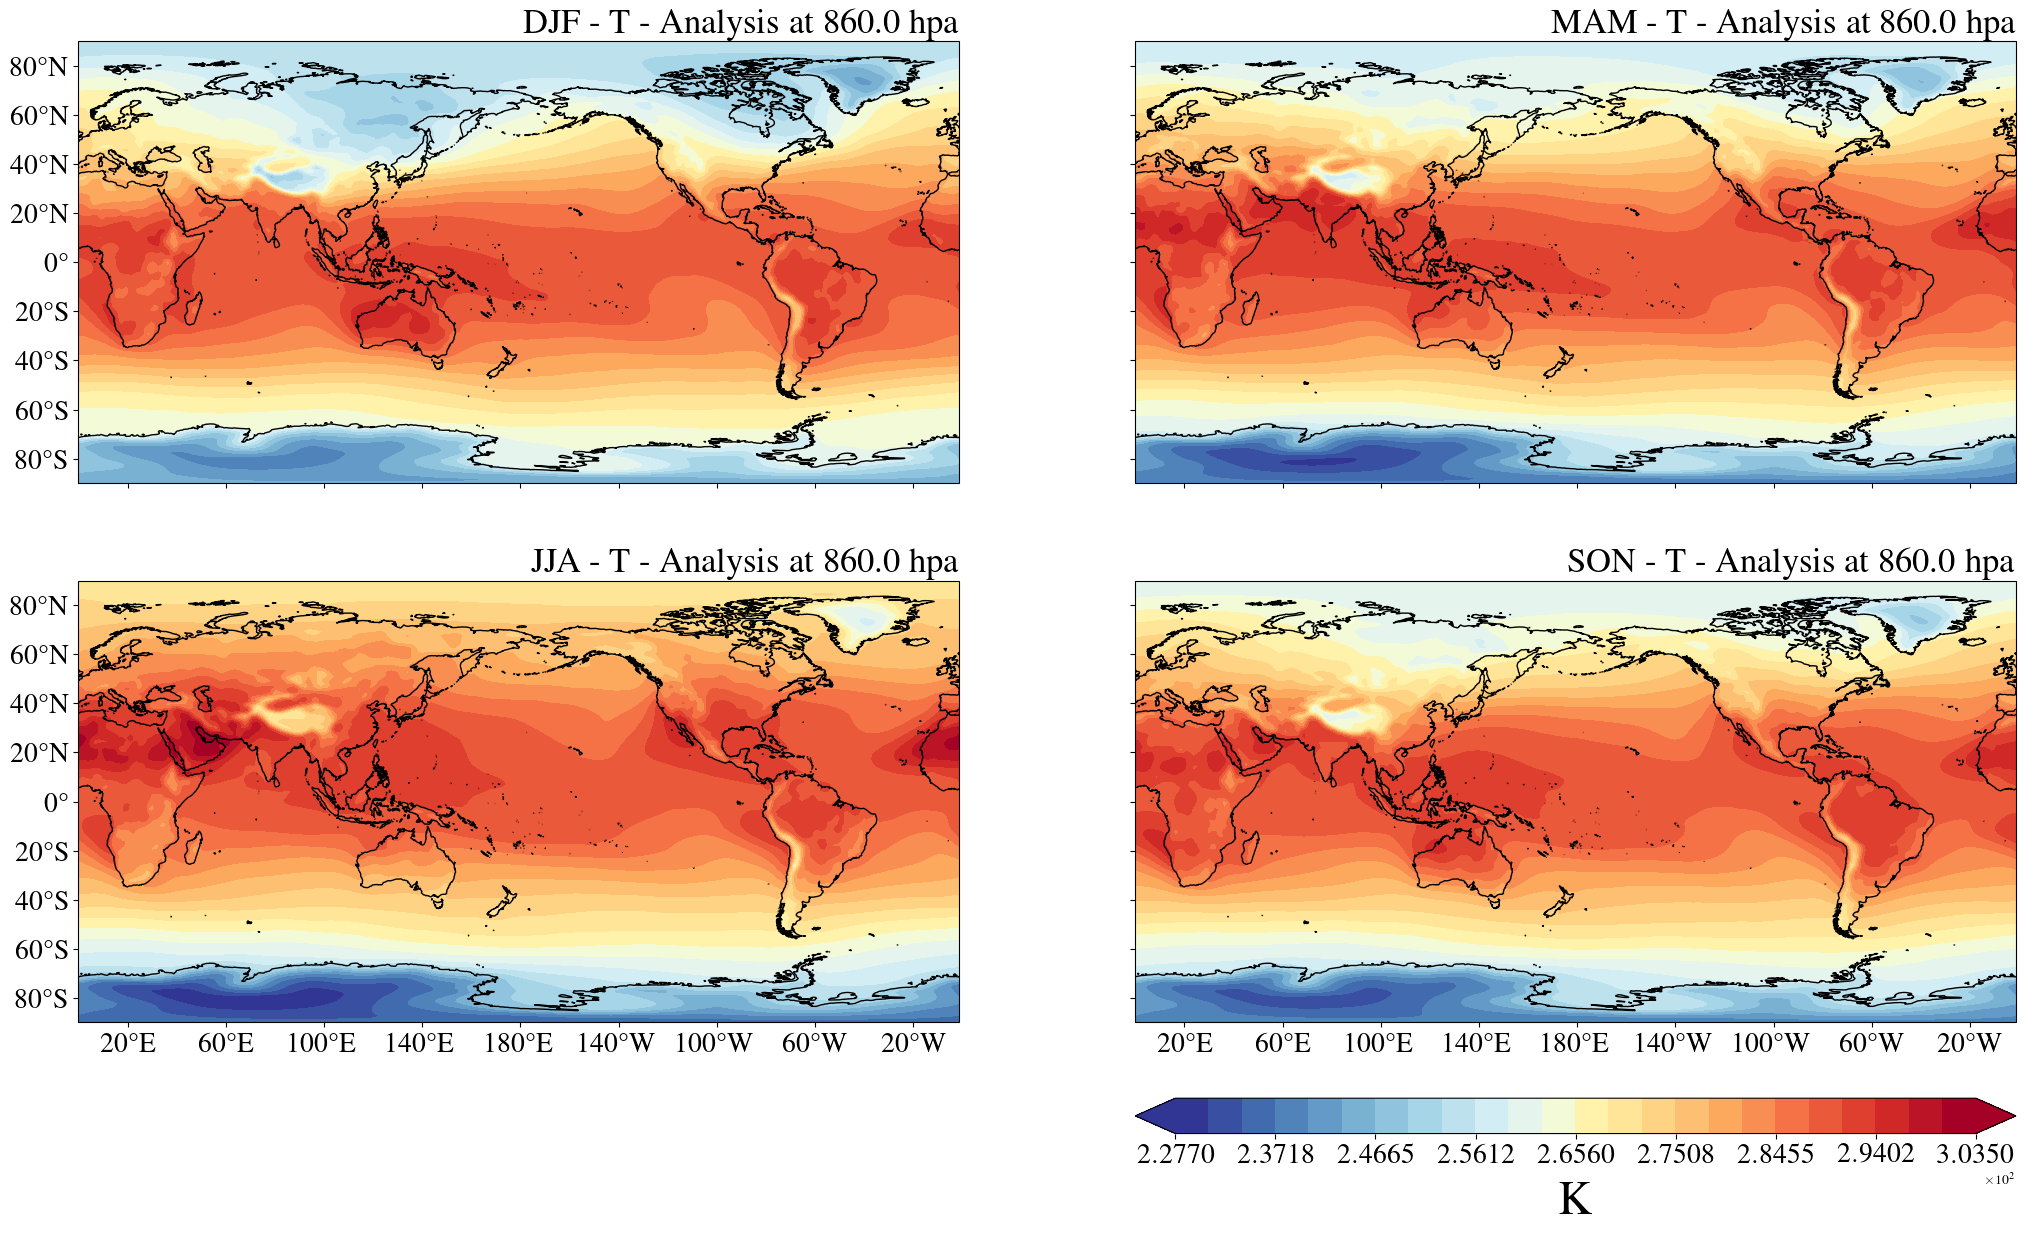 DJF - T - Analysis at 860.0 hpa
MAM - T - Analysis at 860.0 hpa
80°N
60°N
40°N
20°N
0°
20°S
40°S
60°S
80°S
JJA - T - Analysis at 860.0 hpa
SON - T - Analysis at 860.0 hpa
80°N
60°N
40°N
20°N
0°
20°S
40°S
60°S
80°S
20°E 60°E 100°E 140°E 180°E 140°W 100°W 60°W 20°W
20°E 60°E 100°E 140°E 180°E 140°W 100°W 60°W 20°W
2.2770 2.3718 2.4665 2.5612 2.6560 2.7508 2.8455 2.9402 3.0350
×10²
K